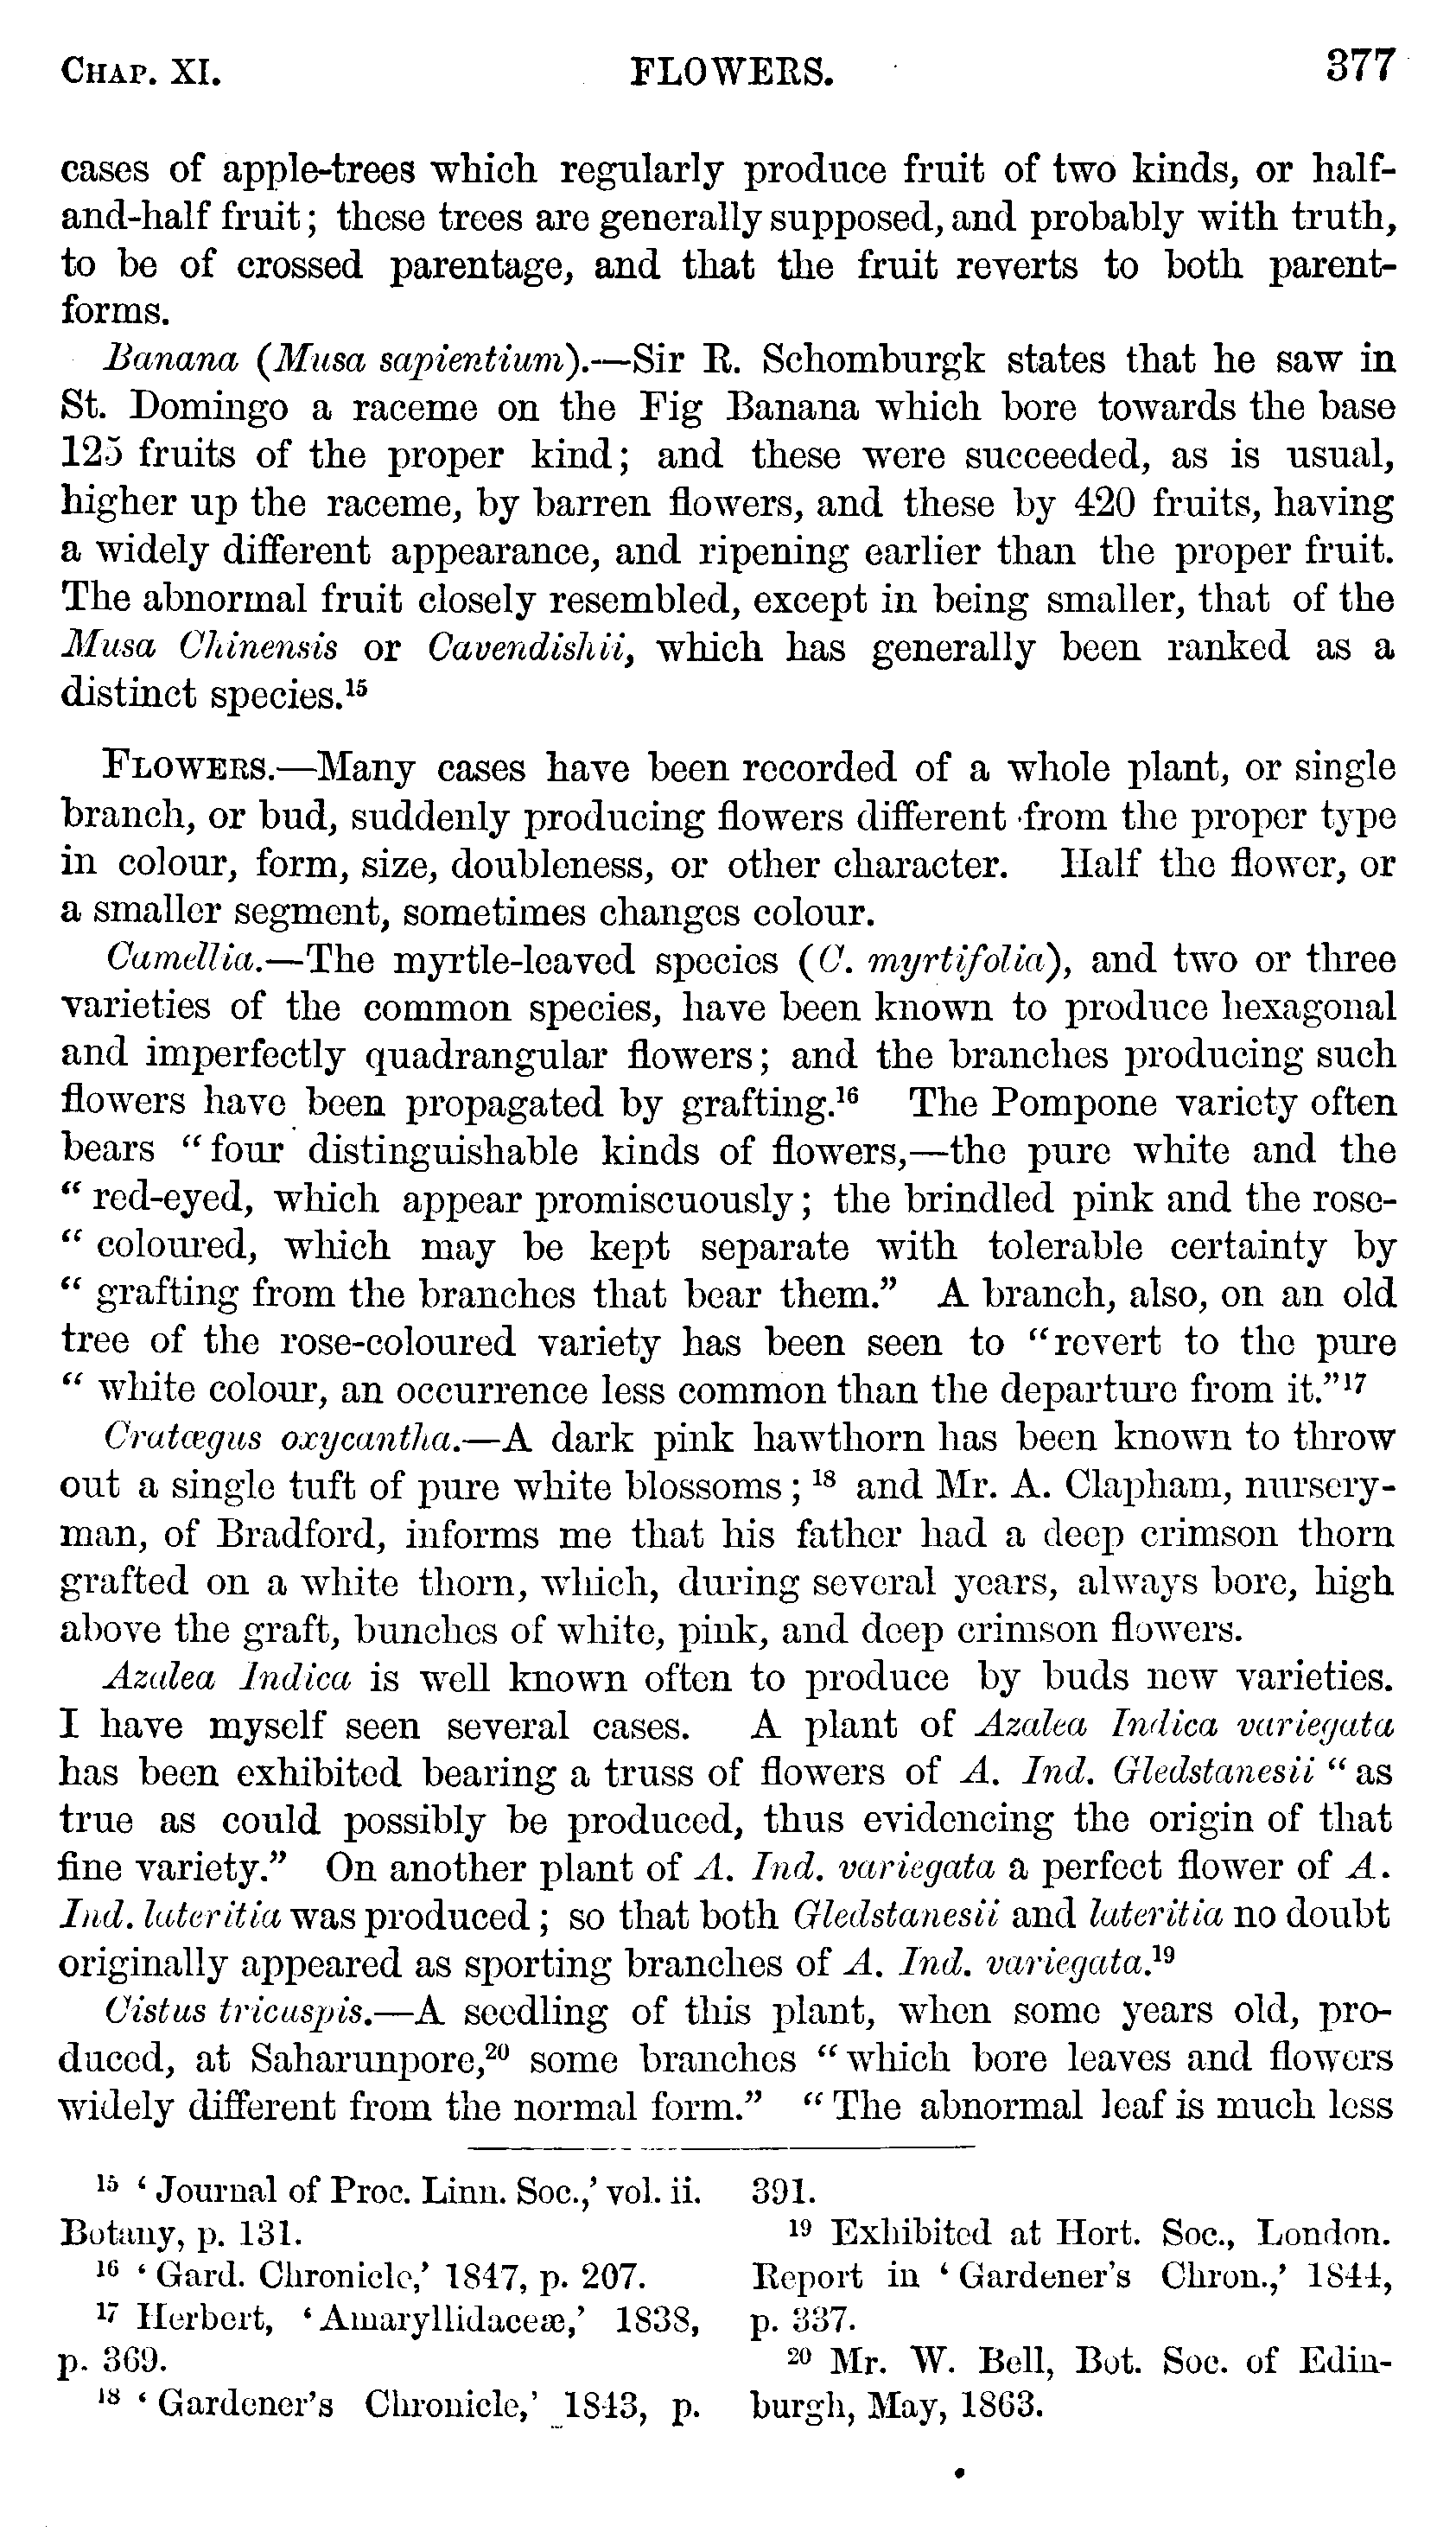 CHAP. XI. FLOWERS. 377
cases of apple-trees which regularly produce fruit of two kinds, or half-
and-half fruit; these trees are generally supposed, and probably with truth,
to be of crossed parentage, and that the fruit reverts to both parent-
forms.
Banana (Musa sapientium).—Sir R. Schomburgk states that he saw in
St. Domingo a raceme on the Fig Banana which bore towards the base
125 fruits of the proper kind; and these were succeeded, as is usual,
higher up the raceme, by barren flowers, and these by 420 fruits, having
a widely different appearance, and ripening earlier than the proper fruit.
The abnormal fruit closely resembled, except in being smaller, that of the
Musa Chinensis or Cavendishii, which has generally been ranked as a
distinct species.¹⁵
FLOWERS.—Many cases have been recorded of a whole plant, or single
branch, or bud, suddenly producing flowers different from the proper type
in colour, form, size, doubleness, or other character. Half the flower, or
a smaller segment, sometimes changes colour.
Camellia.—The myrtle-leaved species (C. myrtifolia), and two or three
varieties of the common species, have been known to produce hexagonal
and imperfectly quadrangular flowers; and the branches producing such
flowers have been propagated by grafting.¹⁶ The Pompone variety often
bears “four distinguishable kinds of flowers,—the pure white and the
“ red-eyed, which appear promiscuously; the brindled pink and the rose-
“ coloured, which may be kept separate with tolerable certainty by
“ grafting from the branches that bear them.” A branch, also, on an old
tree of the rose-coloured variety has been seen to “revert to the pure
“ white colour, an occurrence less common than the departure from it.”¹⁷
Cratægus oxycantha.—A dark pink hawthorn has been known to throw
out a single tuft of pure white blossoms;¹⁸ and Mr. A. Clapham, nursery-
man, of Bradford, informs me that his father had a deep crimson thorn
grafted on a white thorn, which, during several years, always bore, high
above the graft, bunches of white, pink, and deep crimson flowers.
Azalea Indica is well known often to produce by buds new varieties.
I have myself seen several cases. A plant of Azalea Indica variegata
has been exhibited bearing a truss of flowers of A. Ind. Gledstanesii “as
true as could possibly be produced, thus evidencing the origin of that
fine variety.” On another plant of A. Ind. variegata a perfect flower of A.
Ind. lateritia was produced; so that both Gledstanesii and lateritia no doubt
originally appeared as sporting branches of A. Ind. variegata.¹⁹
Cistus tricuspis.—A seedling of this plant, when some years old, pro-
duced, at Saharunpore,²⁰ some branches “which bore leaves and flowers
widely different from the normal form.” “The abnormal leaf is much less
¹⁵ ‘Journal of Proc. Linn. Soc.,’ vol. ii.
Botany, p. 131.
¹⁶ ‘Gard. Chronicle,’ 1847, p. 207.
¹⁷ Herbert, ‘Amaryllidaceæ,’ 1838,
p. 369.
¹⁸ ‘Gardener's Chronicle,’ 1843, p.
391.
¹⁹ Exhibited at Hort. Soc., London.
Report in ‘Gardener's Chron.,’ 1844,
p. 337.
²⁰ Mr. W. Bell, Bot. Soc. of Edin-
burgh, May, 1863.